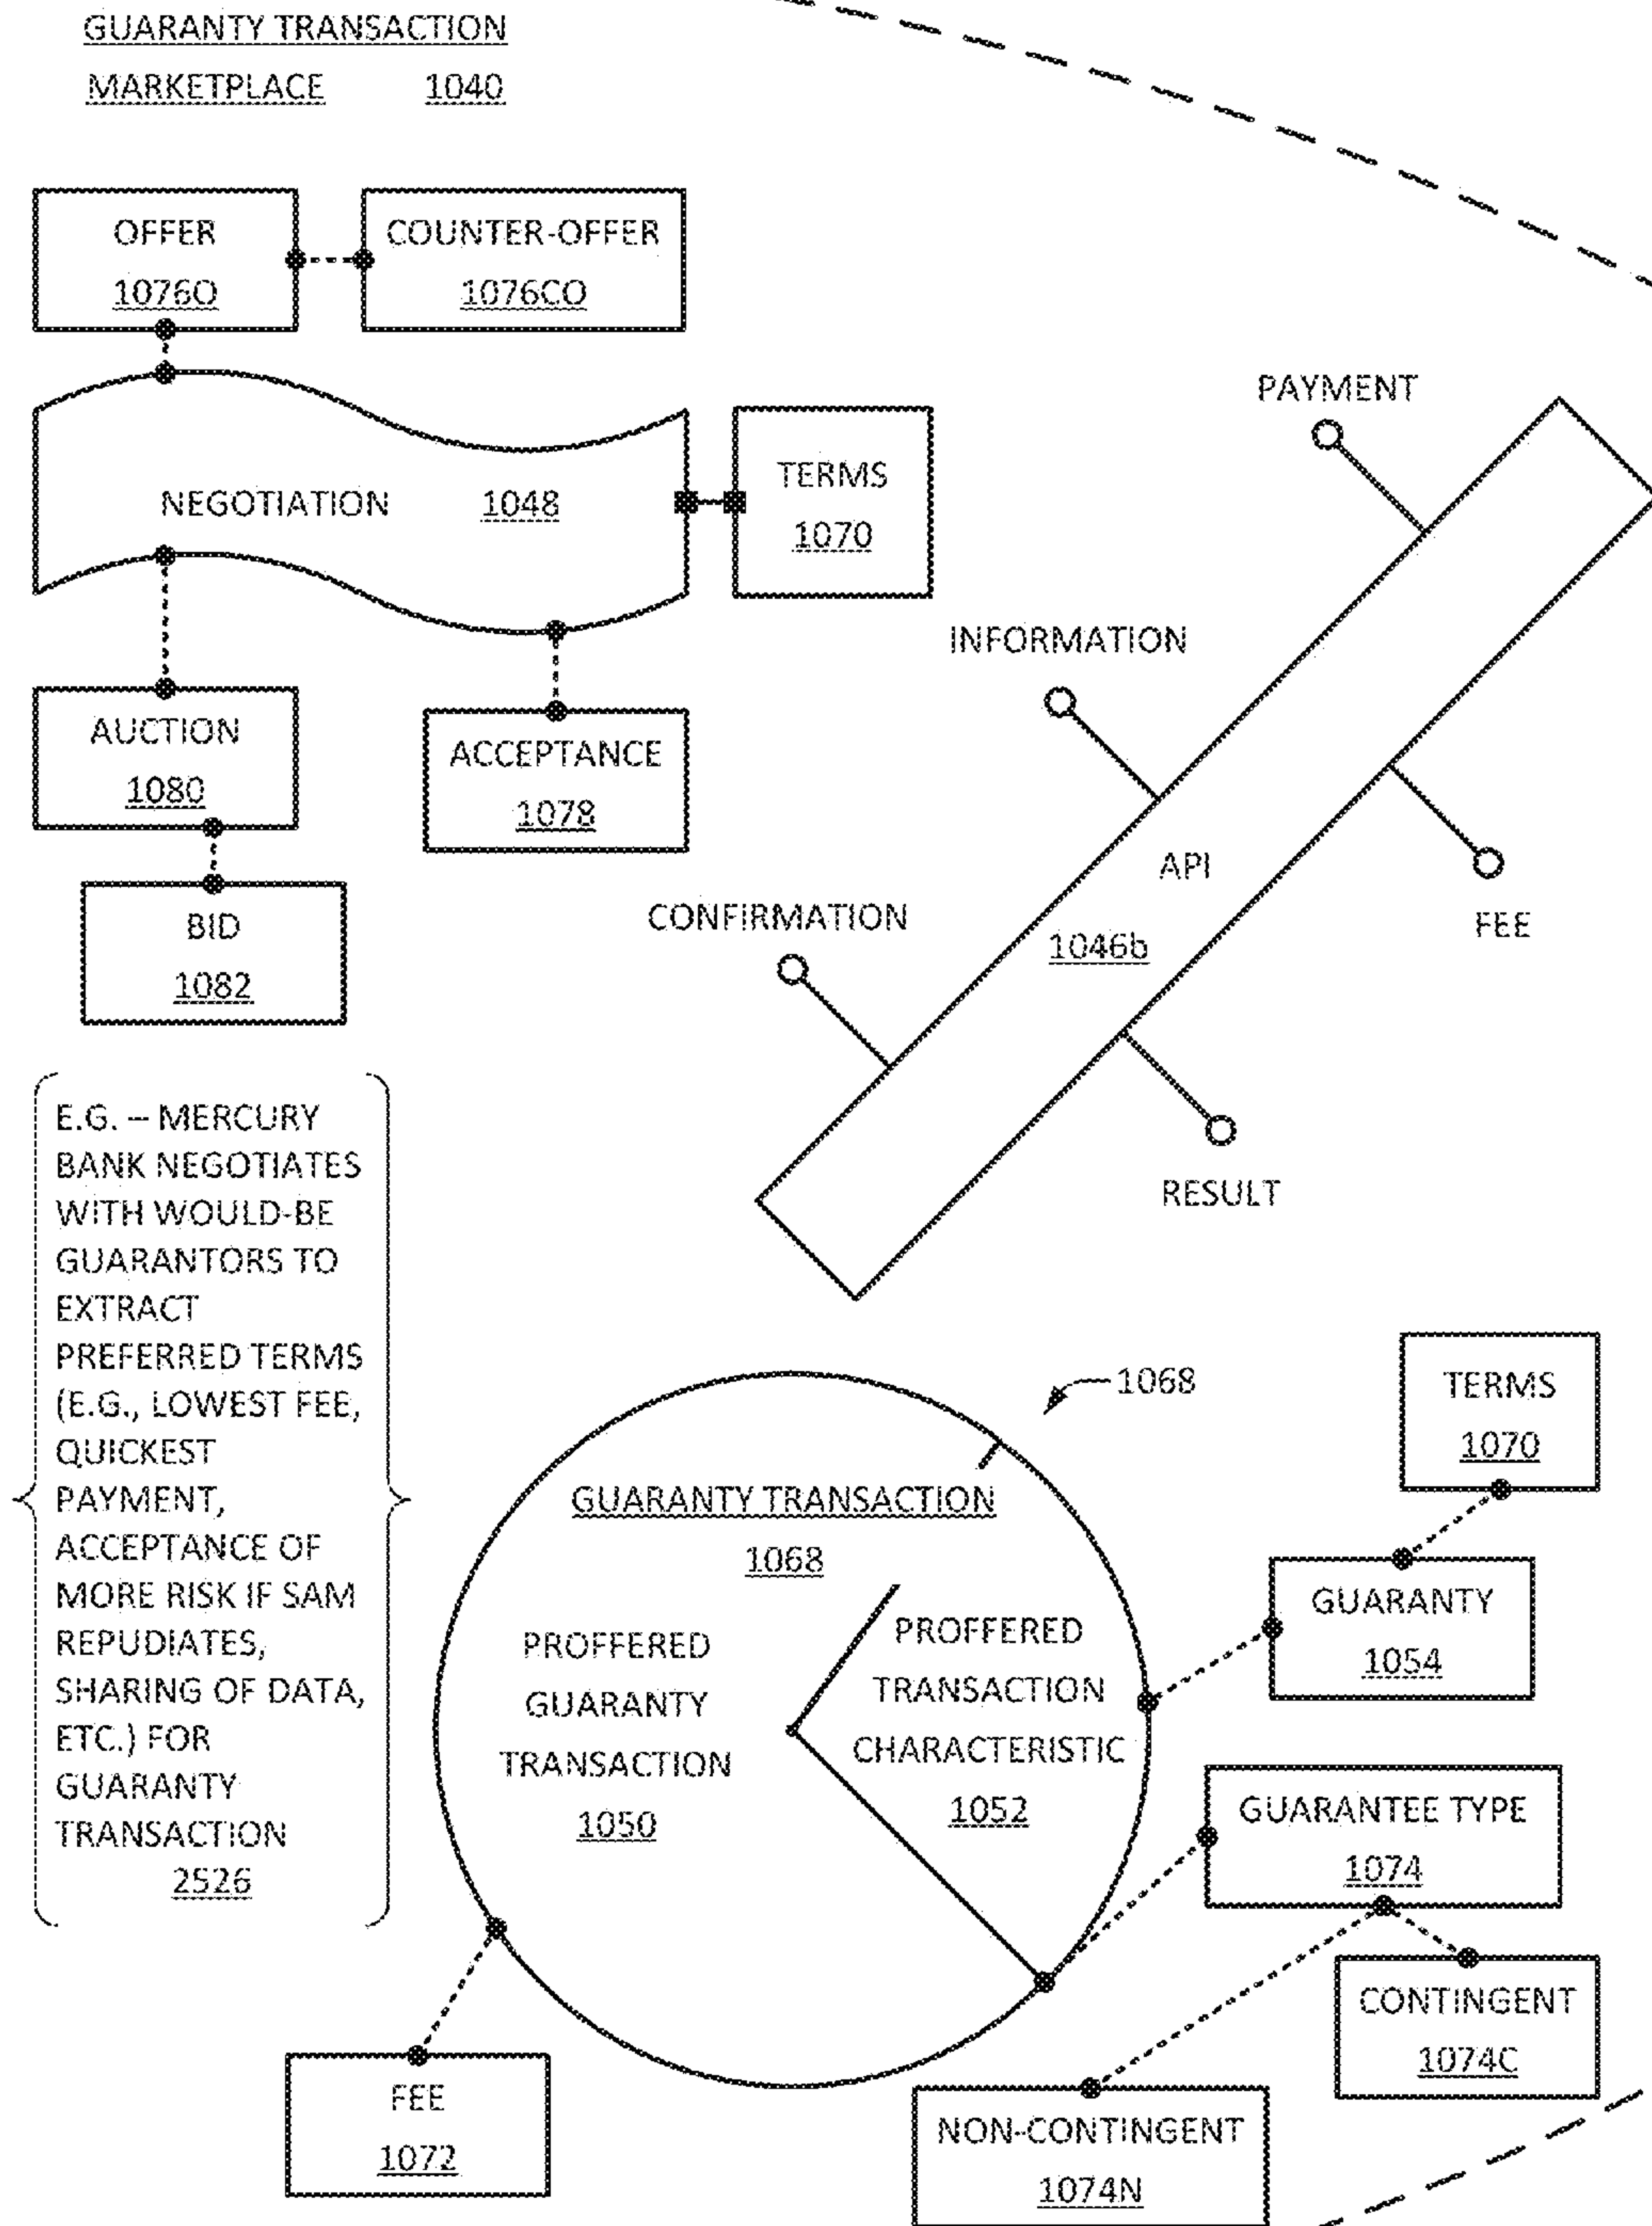 GUARANTY TRANSACTION
MARKETPLACE 1040
OFFER
1076O
COUNTER-OFFER
1076CO
NEGOTIATION 1048
TERMS
1070
AUCTION
1080
ACCEPTANCE
1078
BID
1082
PAYMENT
INFORMATION
CONFIRMATION
API
1046b
FEE
RESULT
E.G. – MERCURY
BANK NEGOTIATES
WITH WOULD-BE
GUARANTORS TO
EXTRACT
PREFERRED TERMS
(E.G., LOWEST FEE,
QUICKEST
PAYMENT,
ACCEPTANCE OF
MORE RISK IF SAM
REPUDIATES,
SHARING OF DATA,
ETC.) FOR
GUARANTY
TRANSACTION
2526
1068
GUARANTY TRANSACTION
1068
PROFFERED
GUARANTY
TRANSACTION
1050
PROFFERED
TRANSACTION
CHARACTERISTIC
1052
TERMS
1070
GUARANTY
1054
GUARANTEE TYPE
1074
CONTINGENT
1074C
NON-CONTINGENT
1074N
FEE
1072